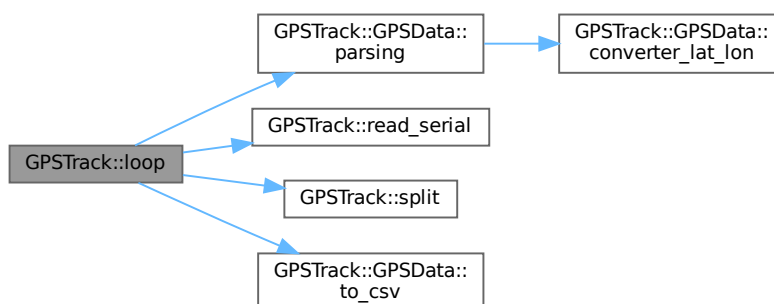 GPSTrack::loop
GPSTrack::GPSData::
parsing
GPSTrack::GPSData::
converter_lat_lon
GPSTrack::read_serial
GPSTrack::split
GPSTrack::GPSData::
to_csv